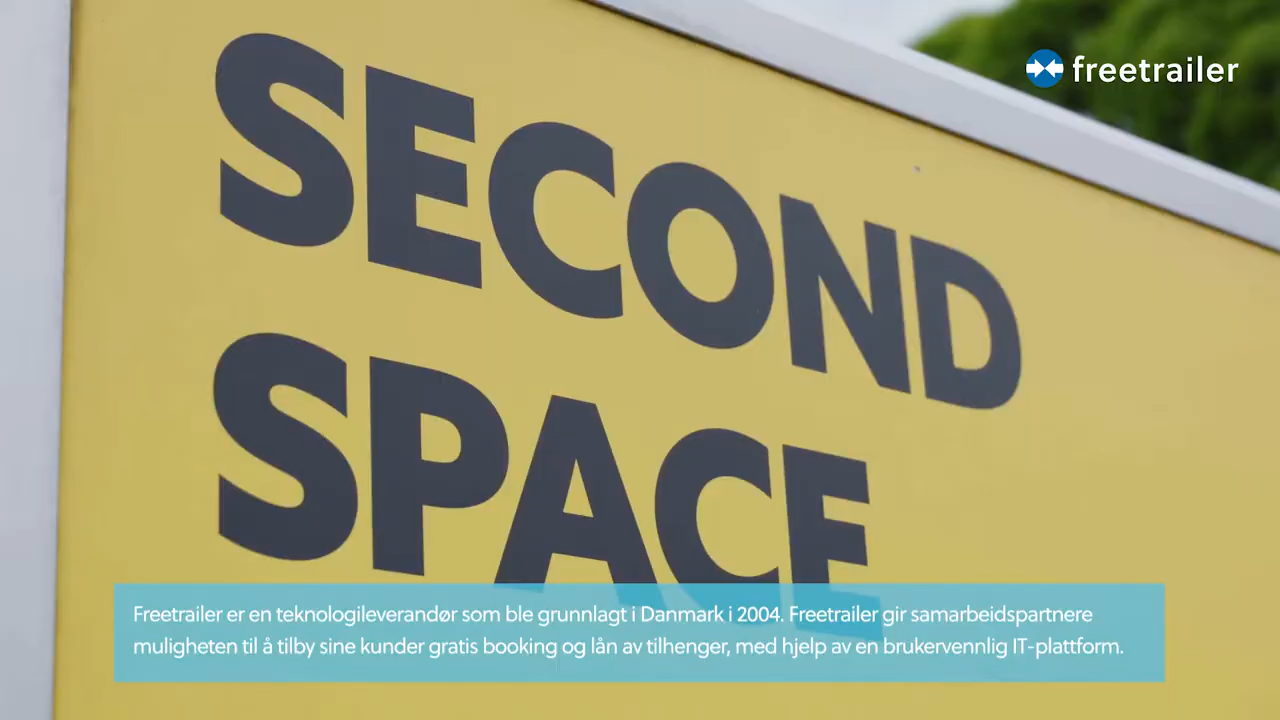 freetrailer
SECOND
SPACE
Freetrailer er en teknologileverandør som ble grunnlagt i Danmark i 2004. Freetrailer gir samarbeidspartnere
muligheten til å tilby sine kunder gratis booking og lån av tilhenger, med hjelp av en brukervennlig IT-plattform.